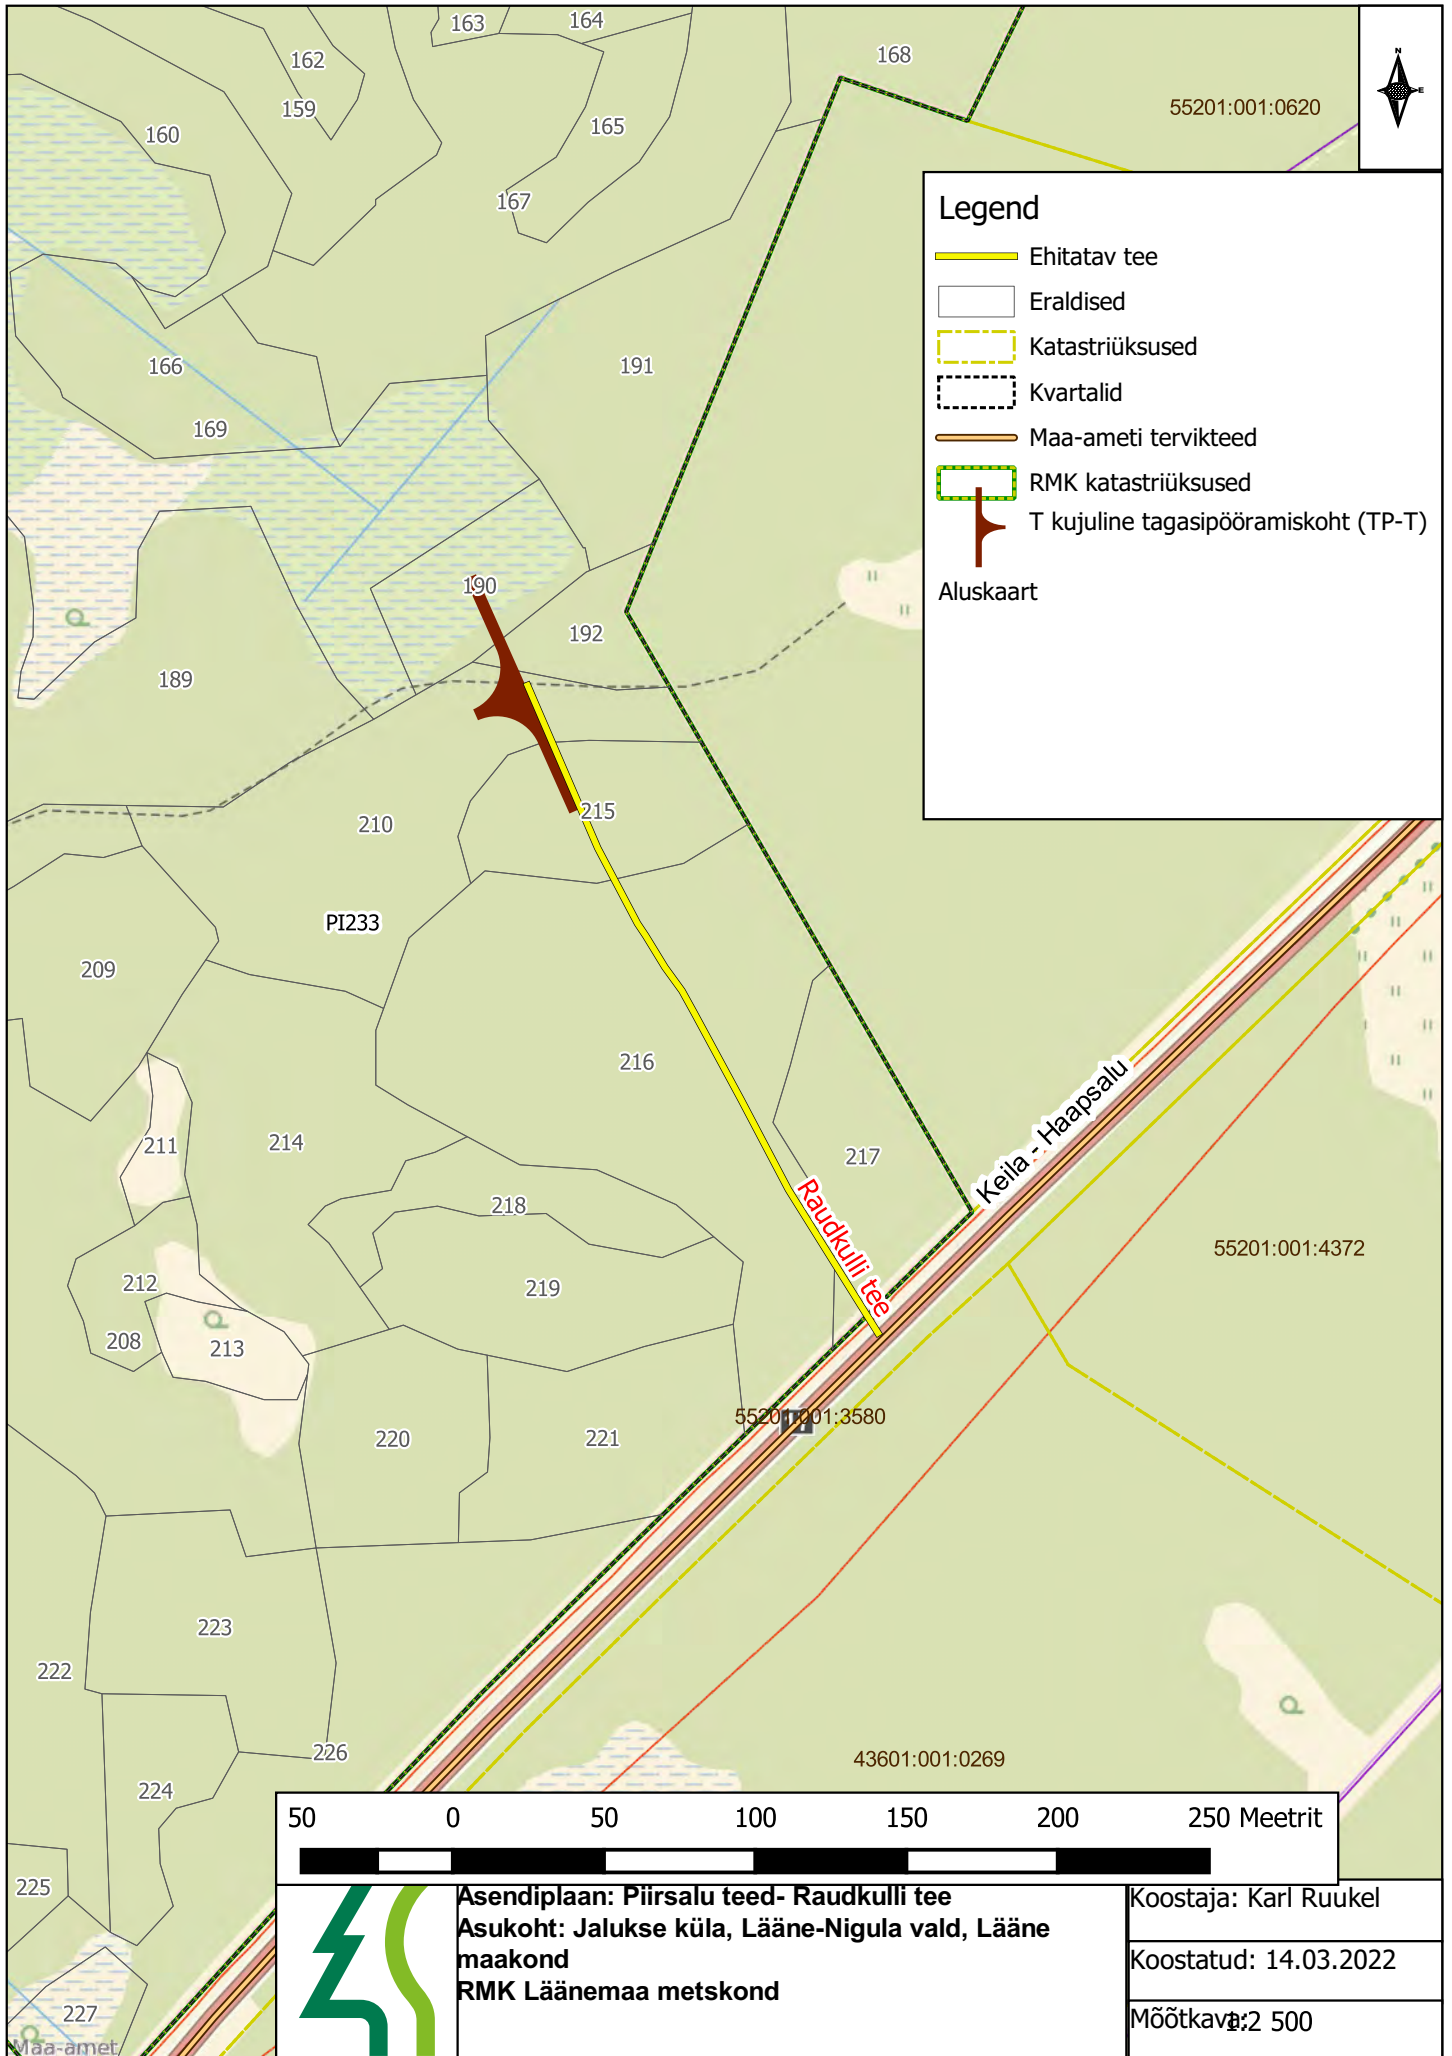 163
164
162
168
159
160
165
55201:001:0620
167
N
E
Legend
Ehitatav tee
Eraldised
Katastriüksused
Kvartalid
Maa-ameti tervikteed
RMK katastriüksused
T kujuline tagasipööramiskoht (TP-T)
Aluskaart
166
191
169
190
192
189
215
210
PI233
209
216
211
214
217
Keila - Haapsalu
Raudkulli tee
218
55201:001:4372
212
219
208
213
55201:001:3580
220
221
223
222
226
224
43601:001:0269
225
227
Maa-amet
50 0 50 100 150 200 250 Meetrit
Asendiplaan: Piirsalu teed- Raudkulli tee
Asukoht: Jalukse küla, Lääne-Nigula vald, Lääne
maakond
RMK Läänemaa metskond
Koostaja: Karl Ruukel
Koostatud: 14.03.2022
Mõõtkava: 1:2 500